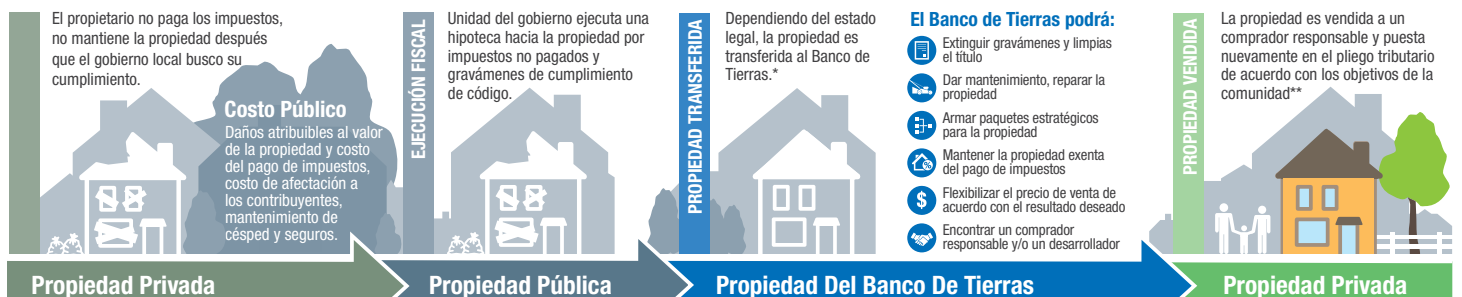 El propietario no paga los impuestos,
no mantiene la propiedad después
que el gobierno local busco su
cumplimiento.
Costo Público
Daños atribuibles al valor
de la propiedad y costo
del pago de impuestos,
costo de afectación a
los contribuyentes,
mantenimiento de
césped y seguros.
EJECUCIÓN FISCAL
Unidad del gobierno ejecuta una
hipoteca hacia la propiedad por
impuestos no pagados y
gravámenes de cumplimiento
de código.
PROPIEDAD TRANSFERIDA
Dependiendo del estado
legal, la propiedad es
transferida al Banco de
Tierras.*
El Banco de Tierras podrá:
Extinguir gravámenes y limpias
el título
Dar mantenimiento, reparar la
propiedad
Armar paquetes estratégicos
para la propiedad
Mantener la propiedad exenta
del pago de impuestos
$ Flexibilizar el precio de venta de
acuerdo con el resultado deseado
Encontrar un comprador
responsable y/o un desarrollador
PROPIEDAD VENDIDA
La propiedad es vendida a un
comprador responsable y puesta
nuevamente en el pliego tributario
de acuerdo con los objetivos de la
comunidad**
Propiedad Privada
Propiedad Pública
Propiedad Del Banco De Tierras
Propiedad Privada